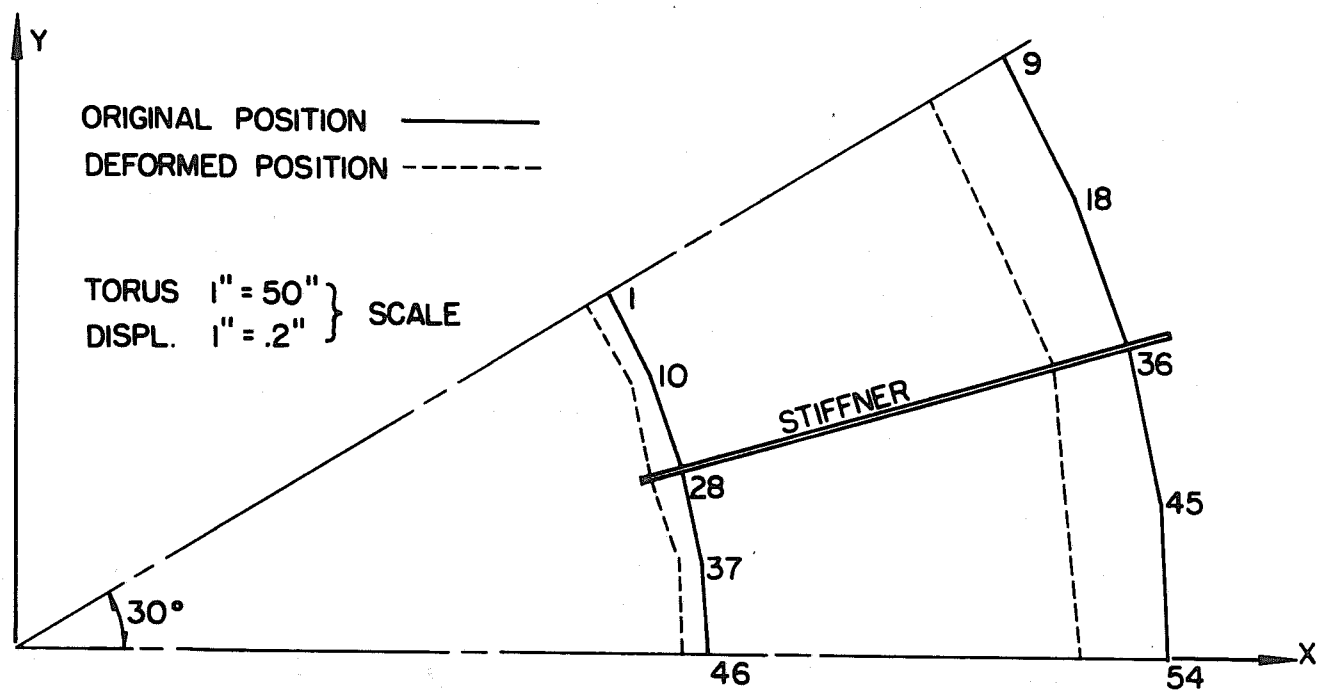 Y
9
ORIGINAL POSITION
DEFORMED POSITION
18
TORUS 1" = 50"
DISPL. 1" = .2"
} SCALE
1
10
36
STIFFNER
28
45
37
30°
X
46
54